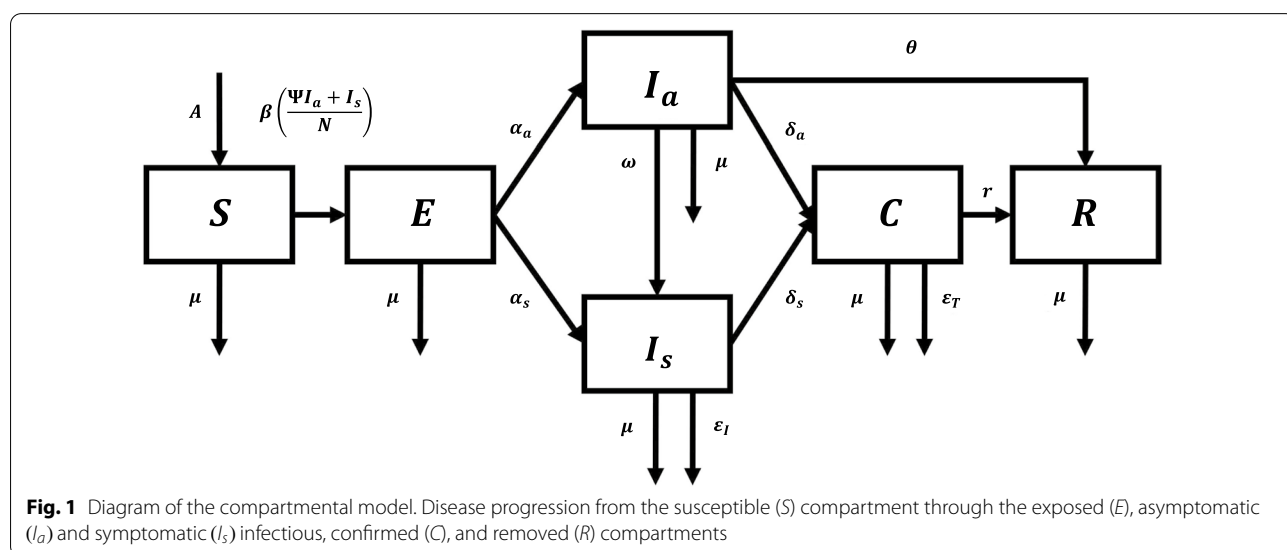 θ
I_a
A
β(ΨI_a + I_s / N)
α_a
δ_a
ω
μ
S
E
C
r
R
μ
μ
α_s
δ_s
μ
ε_T
μ
I_s
μ
ε_I
Fig. 1 Diagram of the compartmental model. Disease progression from the susceptible (S) compartment through the exposed (E), asymptomatic
(I_a) and symptomatic (I_s) infectious, confirmed (C), and removed (R) compartments